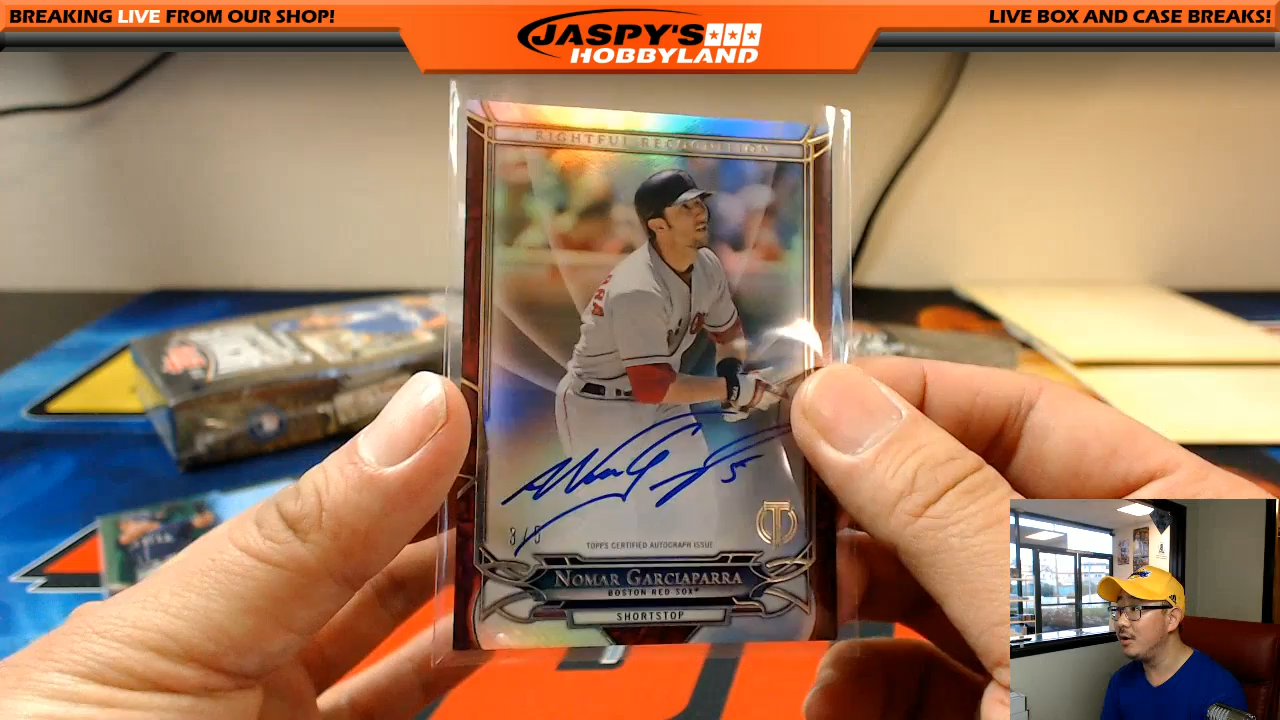 BREAKING LIVE FROM OUR SHOP!
JASPY'S
HOBBYLAND
LIVE BOX AND CASE BREAKS!
RIGHTFUL RECOGNITION
5
TOPPS CERTIFIED AUTOGRAPH ISSUE
T
NOMAR GARCIAPARRA
BOSTON RED SOX
SHORTSTOP